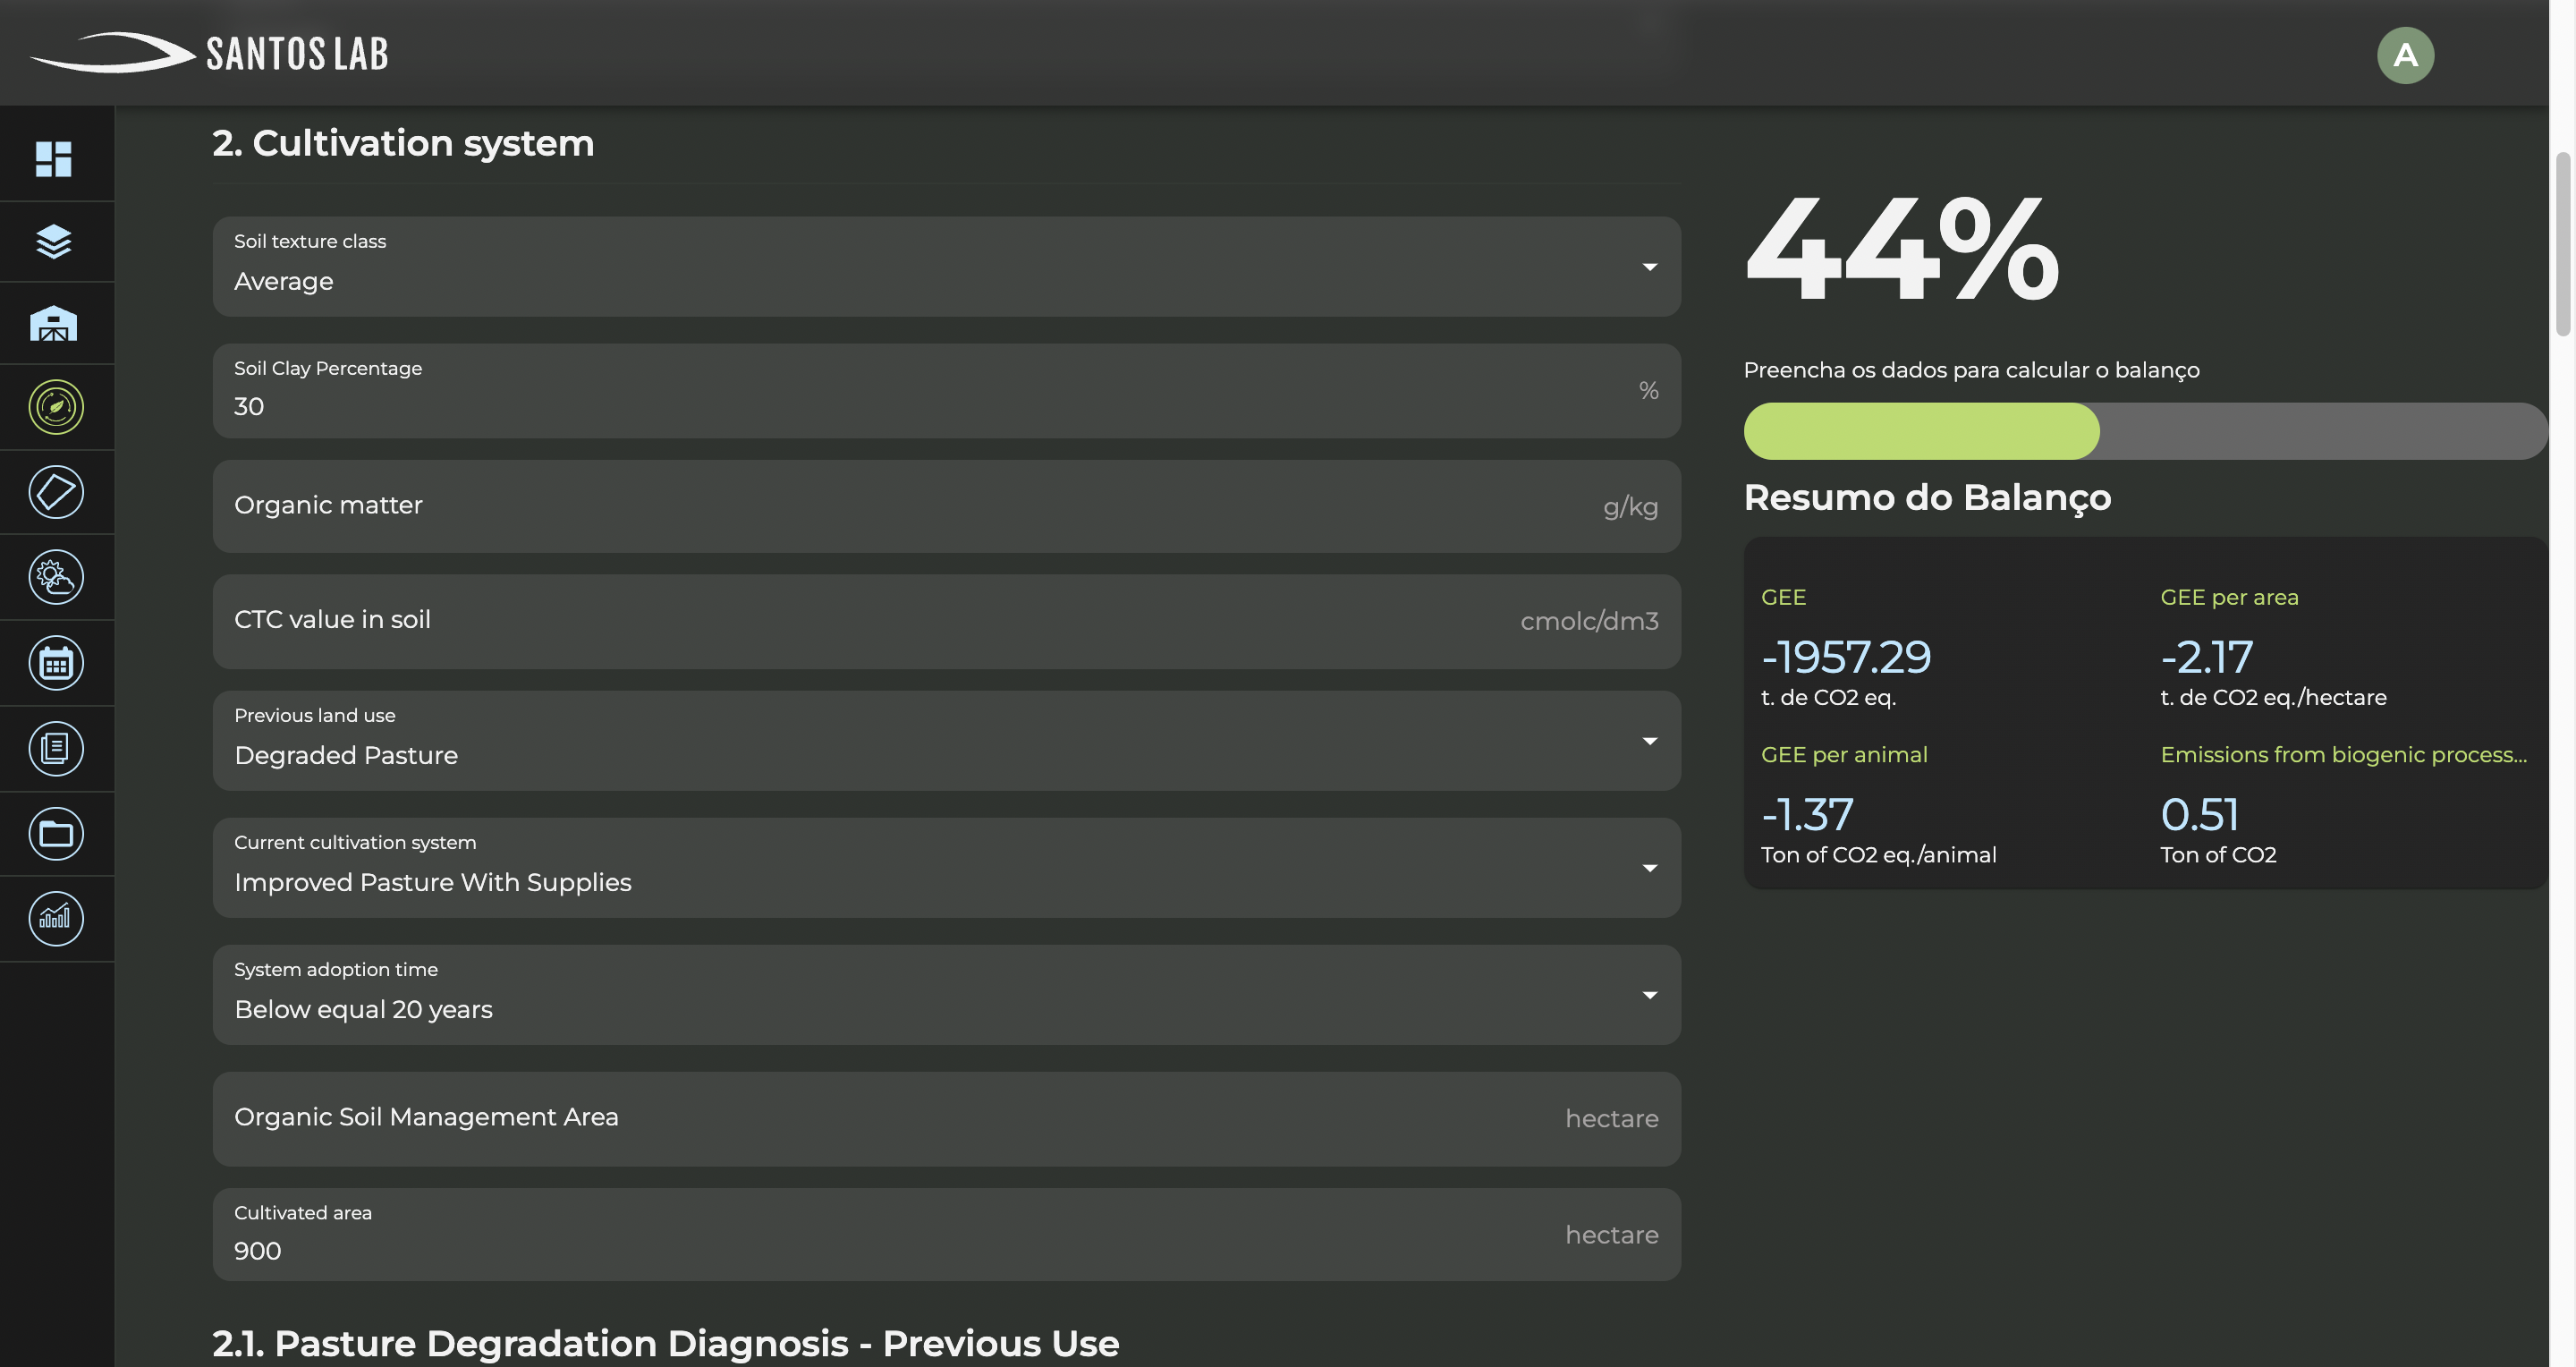 SANTOS LAB
A
2. Cultivation system
Soil texture class
Average
Soil Clay Percentage
30
%
Organic matter
g/kg
CTC value in soil
cmolc/dm3
Previous land use
Degraded Pasture
Current cultivation system
Improved Pasture With Supplies
System adoption time
Below equal 20 years
Organic Soil Management Area
hectare
Cultivated area
900
hectare
2.1. Pasture Degradation Diagnosis - Previous Use
44%
Preencha os dados para calcular o balanço
Resumo do Balanço
GEE
-1957.29
t. de CO2 eq.
GEE per area
-2.17
t. de CO2 eq./hectare
GEE per animal
-1.37
Ton of CO2 eq./animal
Emissions from biogenic process...
0.51
Ton of CO2